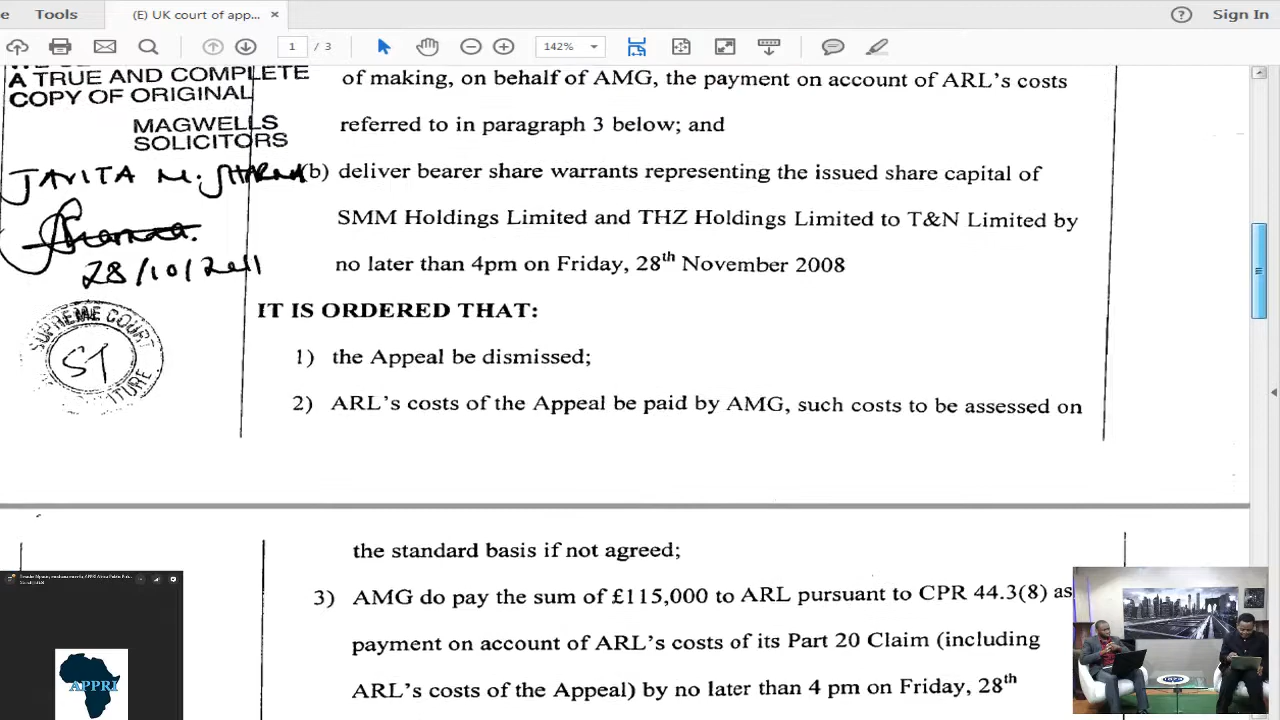 Tools
(E) UK court of app... ×
Sign In
1 / 3
142%
A TRUE AND COMPLETE
COPY OF ORIGINAL
MAGWELLS
SOLICITORS
JAVITA M. SHARMA
28/10/2011
SUPREME COURT
ST
of making, on behalf of AMG, the payment on account of ARL's costs
referred to in paragraph 3 below; and
(b) deliver bearer share warrants representing the issued share capital of
SMM Holdings Limited and THZ Holdings Limited to T&N Limited by
no later than 4pm on Friday, 28th November 2008
IT IS ORDERED THAT:
1) the Appeal be dismissed;
2) ARL's costs of the Appeal be paid by AMG, such costs to be assessed on
the standard basis if not agreed;
3) AMG do pay the sum of £115,000 to ARL pursuant to CPR 44.3(8) as
payment on account of ARL's costs of its Part 20 Claim (including
ARL's costs of the Appeal) by no later than 4 pm on Friday, 28th
APPRI